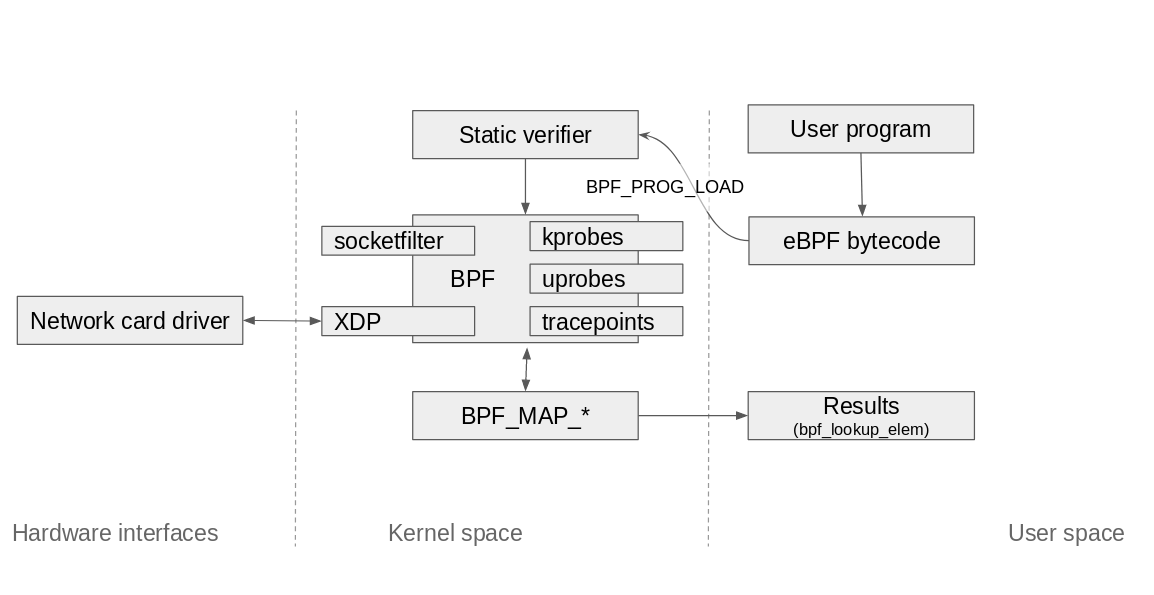 Static verifier
User program
BPF_PROG_LOAD
socketfilter
kprobes
eBPF bytecode
BPF
uprobes
Network card driver
XDP
tracepoints
BPF_MAP_*
Results
(bpf_lookup_elem)
Hardware interfaces
Kernel space
User space